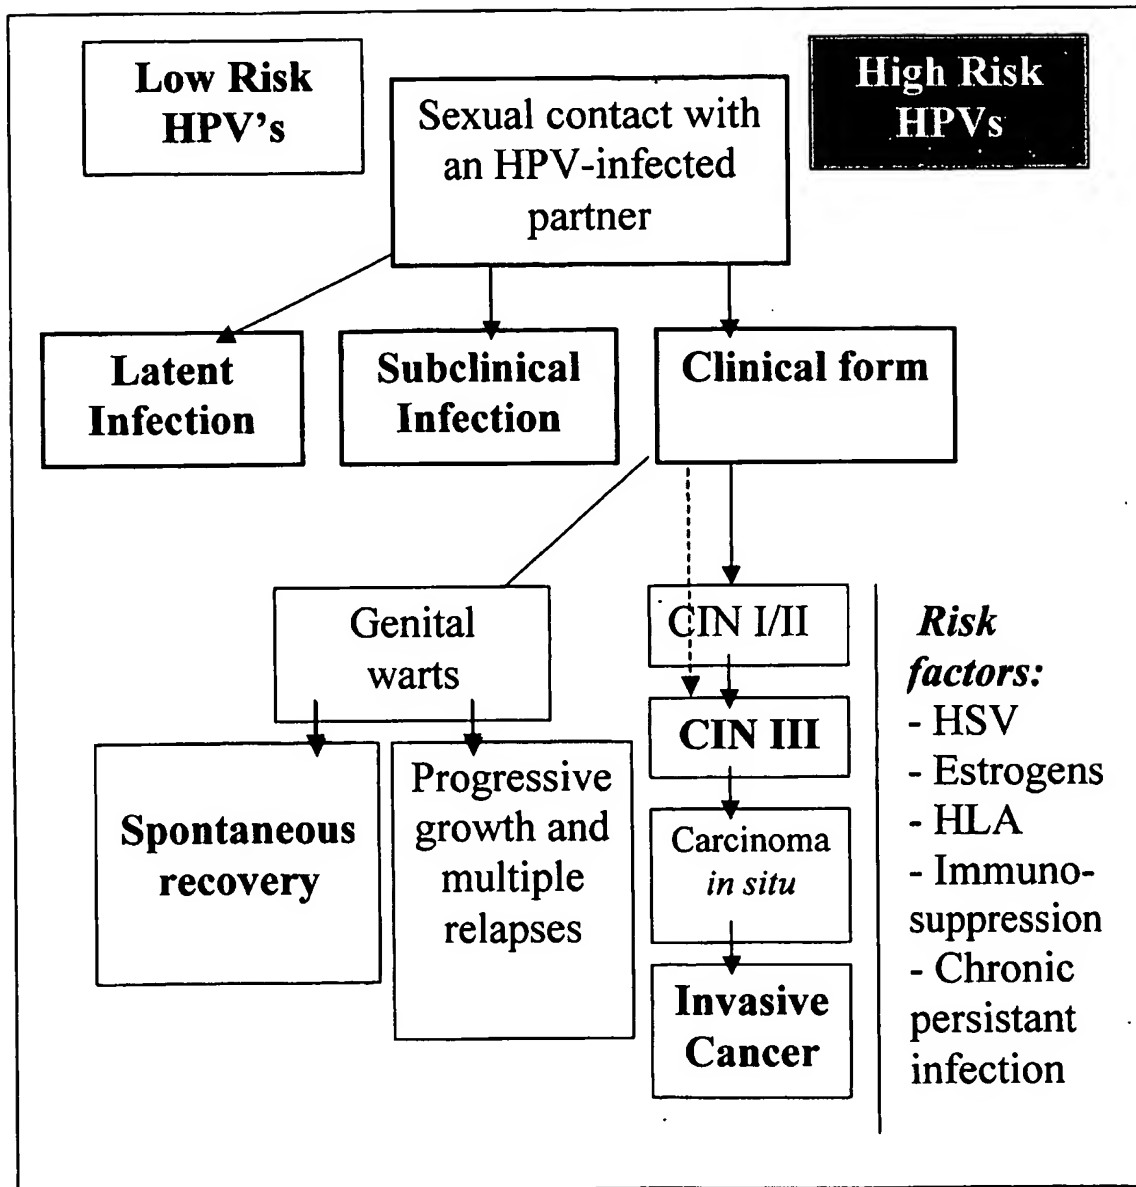 Low Risk
HPV's
High Risk
HPVs
Sexual contact with
an HPV-infected
partner
Latent
Infection
Subclinical
Infection
Clinical form
Genital
warts
CIN I/II
CIN III
Spontaneous
recovery
Progressive
growth and
multiple
relapses
Carcinoma
in situ
Invasive
Cancer
Risk
factors:
- HSV
- Estrogens
- HLA
- Immuno-
suppression
- Chronic
persistant
infection